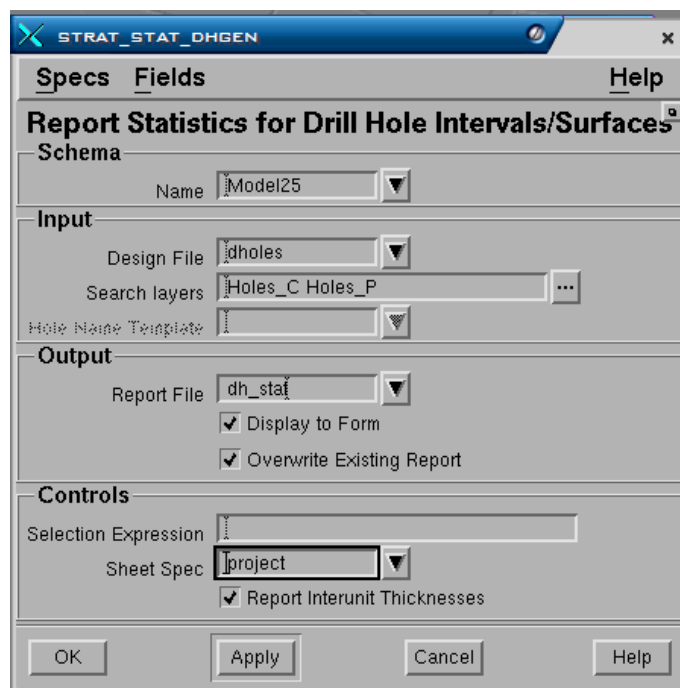 STRAT_STAT_DHGEN
Specs Fields Help
Report Statistics for Drill Hole Intervals/Surfaces
Schema
Name Model25
Input
Design File dholes
Search layers Holes_C Holes_P ...
Hole Name Template
Output
Report File dh_stat
Display to Form
Overwrite Existing Report
Controls
Selection Expression
Sheet Spec project
Report Interunit Thicknesses
OK Apply Cancel Help